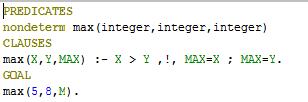 PREDICATES
nondeterm max(integer,integer,integer)
CLAUSES
max(X,Y,MAX) :- X > Y ,!, MAX=X ; MAX=Y.
GOAL
max(5,8,M).